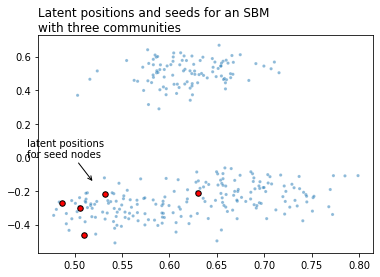 Latent positions and seeds for an SBM
with three communities
0.6
0.4
0.2
0.0
−0.2
−0.4
latent positions
for seed nodes
0.50 0.55 0.60 0.65 0.70 0.75 0.80